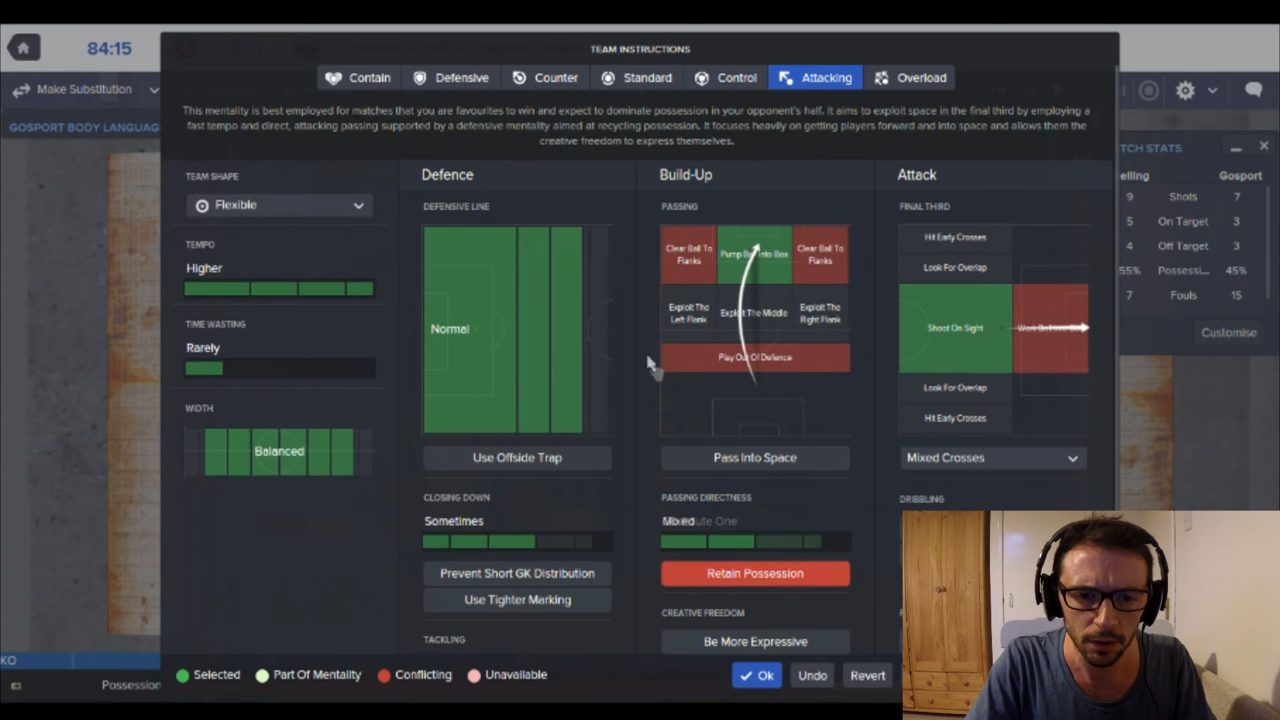 84:15
TEAM INSTRUCTIONS
Contain Defensive Counter Standard Control Attacking Overload
Make Substitution
This mentality is best employed for matches that you are favourites to win and expect to dominate possession in your opponent's half. It aims to exploit space in the final third by employing a
fast tempo and direct, attacking passing supported by a defensive mentality aimed at recycling possession. It focuses heavily on getting players forward and into space and allows them the
creative freedom to express themselves.
GOSPORT BODY LANGUAG
TCH STATS
elling Gosport
9 Shots 7
5 On Target 3
4 Off Target 3
55% Possessi... 45%
7 Fouls 15
Customise
TEAM SHAPE
Flexible
TEMPO
Higher
TIME WASTING
Rarely
WIDTH
Balanced
Defence
DEFENSIVE LINE
Normal
Use Offside Trap
CLOSING DOWN
Sometimes
Prevent Short GK Distribution
Use Tighter Marking
TACKLING
Build-Up
PASSING
Clear Ball To
Flanks
Pump Ball Into Box
Clear Ball To
Flanks
Exploit The
Left Flank
Exploit The Middle
Exploit The
Right Flank
Play Out Of Defence
Pass Into Space
PASSING DIRECTNESS
Mixed
Retain Possession
CREATIVE FREEDOM
Be More Expressive
Attack
FINAL THIRD
Hit Early Crosses
Look For Overlap
Shoot On Sight
Work Ball Into
Look For Overlap
Hit Early Crosses
Mixed Crosses
DRIBBLING
KO
Possession
Selected Part Of Mentality Conflicting Unavailable
Ok Undo Revert